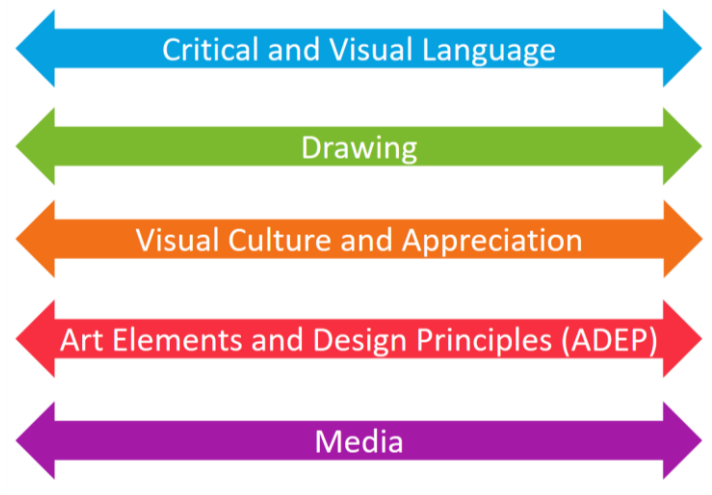 Critical and Visual Language
Drawing
Visual Culture and Appreciation
Art Elements and Design Principles (ADEP)
Media